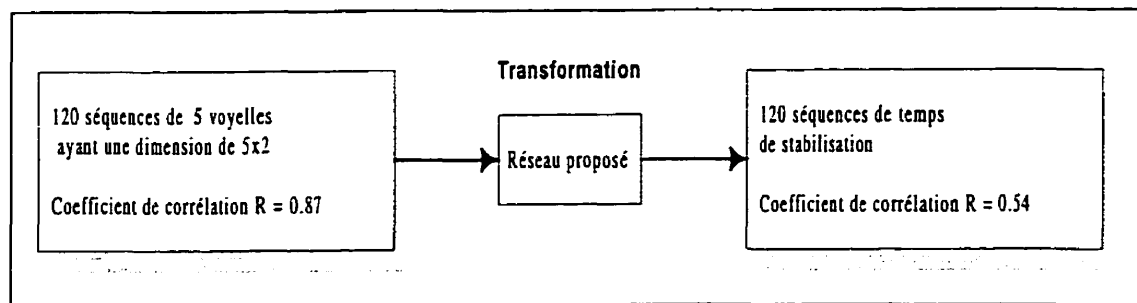 Transformation
120 séquences de 5 voyelles
ayant une dimension de 5x2
Coefficient de corrélation R = 0.87
Réseau proposé
120 séquences de temps
de stabilisation
Coefficient de corrélation R = 0.54